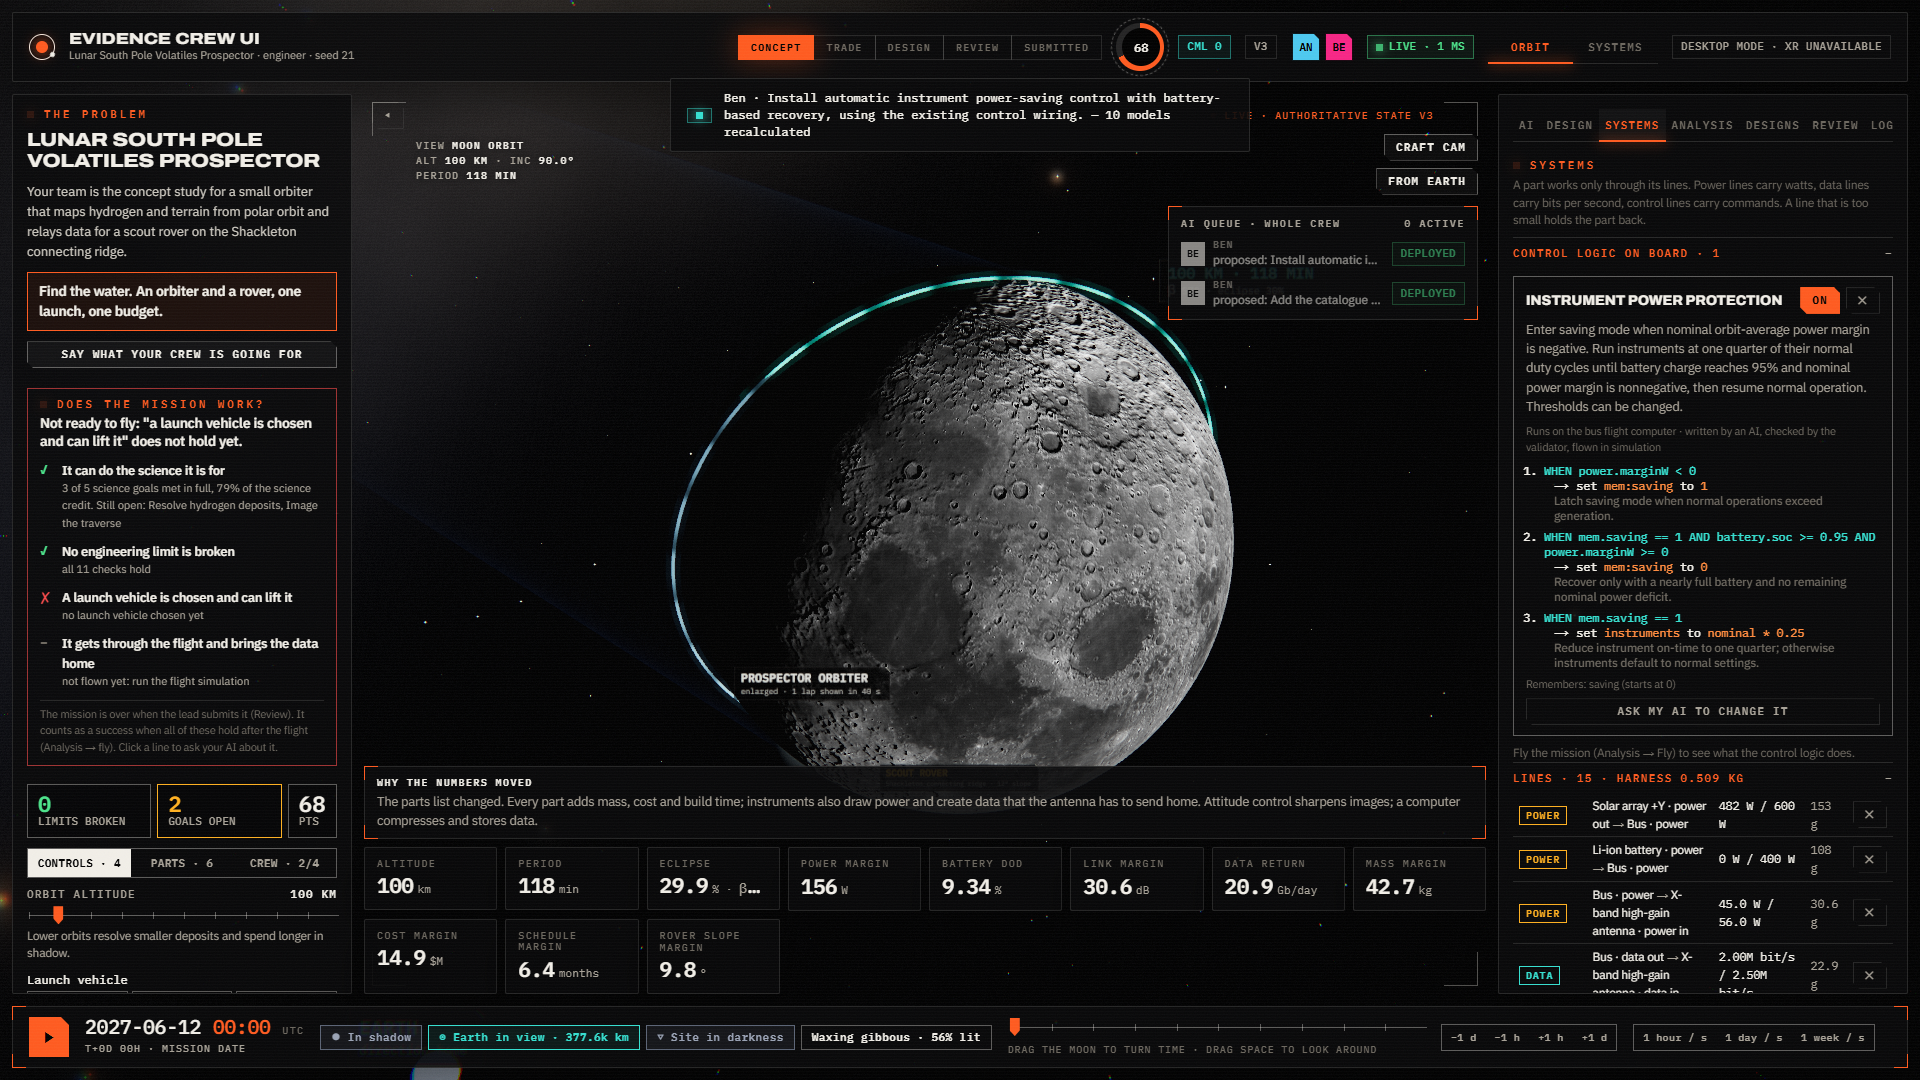 EVIDENCE CREW UI
Lunar South Pole Volatiles Prospector · engineer · seed 21
CONCEPT TRADE DESIGN REVIEW SUBMITTED
68
CML 0
V3
AN BE
LIVE · 1 MS
ORBIT SYSTEMS
DESKTOP MODE · XR UNAVAILABLE
THE PROBLEM
LUNAR SOUTH POLE
VOLATILES PROSPECTOR
Your team is the concept study for a small orbiter
that maps hydrogen and terrain from polar orbit and
relays data for a scout rover on the Shackleton
connecting ridge.
Find the water. An orbiter and a rover, one
launch, one budget.
SAY WHAT YOUR CREW IS GOING FOR
DOES THE MISSION WORK?
Not ready to fly: "a launch vehicle is chosen
and can lift it" does not hold yet.
✓ It can do the science it is for
3 of 5 science goals met in full, 79% of the science
credit. Still open: Resolve hydrogen deposits, Image
the traverse
✓ No engineering limit is broken
all 11 checks hold
✗ A launch vehicle is chosen and can lift it
no launch vehicle chosen yet
– It gets through the flight and brings the data
home
not flown yet: run the flight simulation
The mission is over when the lead submits it (Review). It
counts as a success when all of these hold after the flight
(Analysis → fly). Click a line to ask your AI about it.
0
LIMITS BROKEN
2
GOALS OPEN
68
PTS
CONTROLS · 4 PARTS · 6 CREW · 2/4
ORBIT ALTITUDE 100 KM
Lower orbits resolve smaller deposits and spend longer in
shadow.
Launch vehicle
VIEW MOON ORBIT
ALT 100 KM · INC 90.0°
PERIOD 118 MIN
Ben · Install automatic instrument power-saving control with battery-
based recovery, using the existing control wiring. — 10 models
recalculated
LIVE · AUTHORITATIVE STATE V3
CRAFT CAM
FROM EARTH
AI QUEUE · WHOLE CREW 0 ACTIVE
BE BEN
proposed: Install automatic i... DEPLOYED
BE BEN
proposed: Add the catalogue ... DEPLOYED
100 KM · 118 MIN
PROSPECTOR ORBITER
enlarged · 1 lap shown in 40 s
SCOUT ROVER
WHY THE NUMBERS MOVED
The parts list changed. Every part adds mass, cost and build time; instruments also draw power and create data that the antenna has to send home. Attitude control sharpens images; a computer
compresses and stores data.
ALTITUDE
100 km
PERIOD
118 min
ECLIPSE
29.9 % · β…
POWER MARGIN
156 W
BATTERY DOD
9.34 %
LINK MARGIN
30.6 dB
DATA RETURN
20.9 Gb/day
MASS MARGIN
42.7 kg
COST MARGIN
14.9 $M
SCHEDULE
MARGIN
6.4 months
ROVER SLOPE
MARGIN
9.8 °
AI DESIGN SYSTEMS ANALYSIS DESIGNS REVIEW LOG
SYSTEMS
A part works only through its lines. Power lines carry watts, data lines
carry bits per second, control lines carry commands. A line that is too
small holds the part back.
CONTROL LOGIC ON BOARD · 1 –
INSTRUMENT POWER PROTECTION ON ✕
Enter saving mode when nominal orbit-average power margin
is negative. Run instruments at one quarter of their normal
duty cycles until battery charge reaches 95% and nominal
power margin is nonnegative, then resume normal operation.
Thresholds can be changed.
Runs on the bus flight computer · written by an AI, checked by the
validator, flown in simulation
1. WHEN power.marginW < 0
→ set mem:saving to 1
Latch saving mode when normal operations exceed
generation.
2. WHEN mem.saving == 1 AND battery.soc >= 0.95 AND
power.marginW >= 0
→ set mem:saving to 0
Recover only with a nearly full battery and no remaining
nominal power deficit.
3. WHEN mem.saving == 1
→ set instruments to nominal * 0.25
Reduce instrument on-time to one quarter; otherwise
instruments default to normal settings.
Remembers: saving (starts at 0)
ASK MY AI TO CHANGE IT
Fly the mission (Analysis → Fly) to see what the control logic does.
LINES · 15 · HARNESS 0.509 KG –
POWER Solar array +Y · power out → Bus · power 482 W / 600 W 153 g ✕
POWER Li-ion battery · power → Bus · power 0 W / 400 W 108 g ✕
POWER Bus · power → X-band high-gain antenna · power in 45.0 W / 56.0 W 30.6 g ✕
DATA Bus · data out → X-band high-gain antenna · data in 2.00M bit/s / 2.50M bit/s 22.9 g ✕
2027-06-12 00:00 UTC
T+0D 00H · MISSION DATE
In shadow
Earth in view · 377.6k km
Site in darkness
Waxing gibbous · 56% lit
DRAG THE MOON TO TURN TIME · DRAG SPACE TO LOOK AROUND
−1 d −1 h +1 h +1 d
1 hour / s 1 day / s 1 week / s